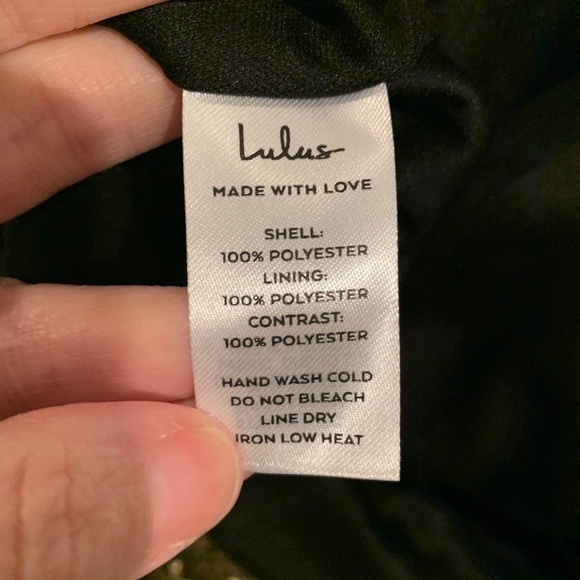 Lulus
MADE WITH LOVE
SHELL:
100% POLYESTER
LINING:
100% POLYESTER
CONTRAST:
100% POLYESTER
HAND WASH COLD
DO NOT BLEACH
LINE DRY
IRON LOW HEAT